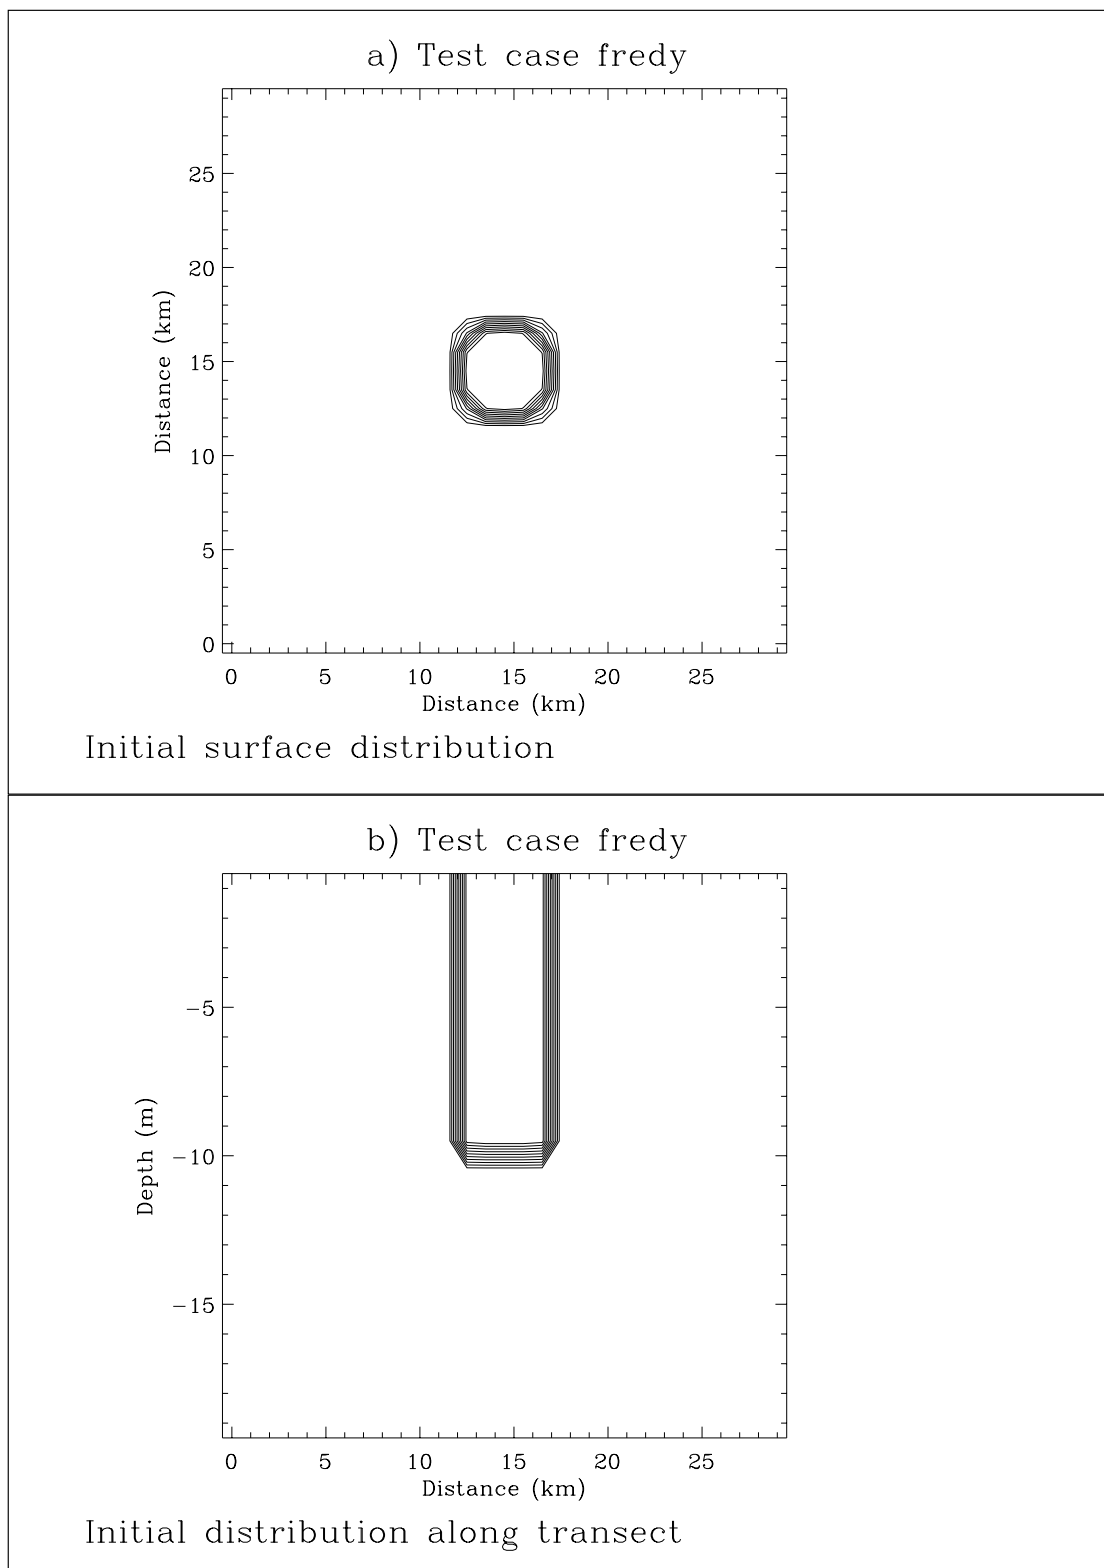 a) Test case fredy
25
20
15
10
5
0
Distance (km)
0 5 10 15 20 25
Distance (km)
Initial surface distribution
b) Test case fredy
−5
−10
−15
Depth (m)
0 5 10 15 20 25
Distance (km)
Initial distribution along transect